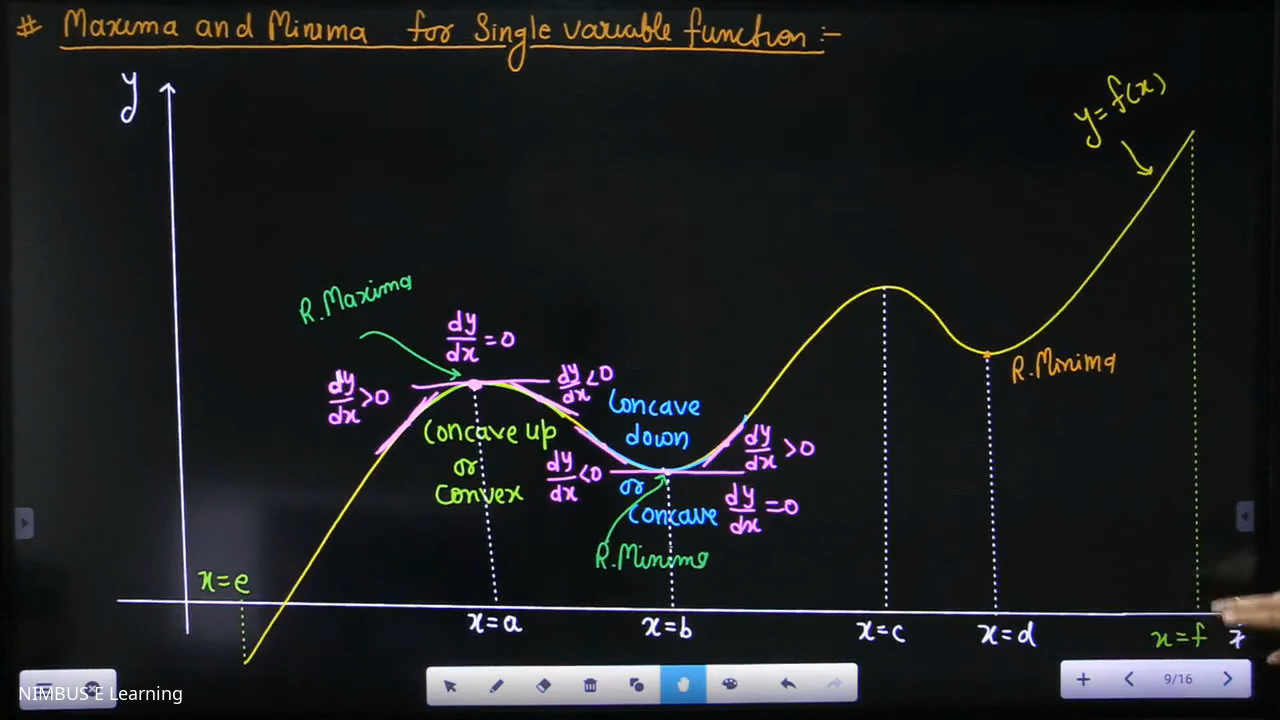 # Maxima and Minima for Single variable function :-
y
y = f(x)
R. Maxima
dy/dx = 0
dy/dx > 0
dy/dx < 0
Concave up
or
Convex
Concave
down
or
Concave
dy/dx < 0
dy/dx > 0
dy/dx = 0
R. Minima
R. Minima
x = e
x = a
x = b
x = c
x = d
x = f
x
NIMBUS E Learning
9/16